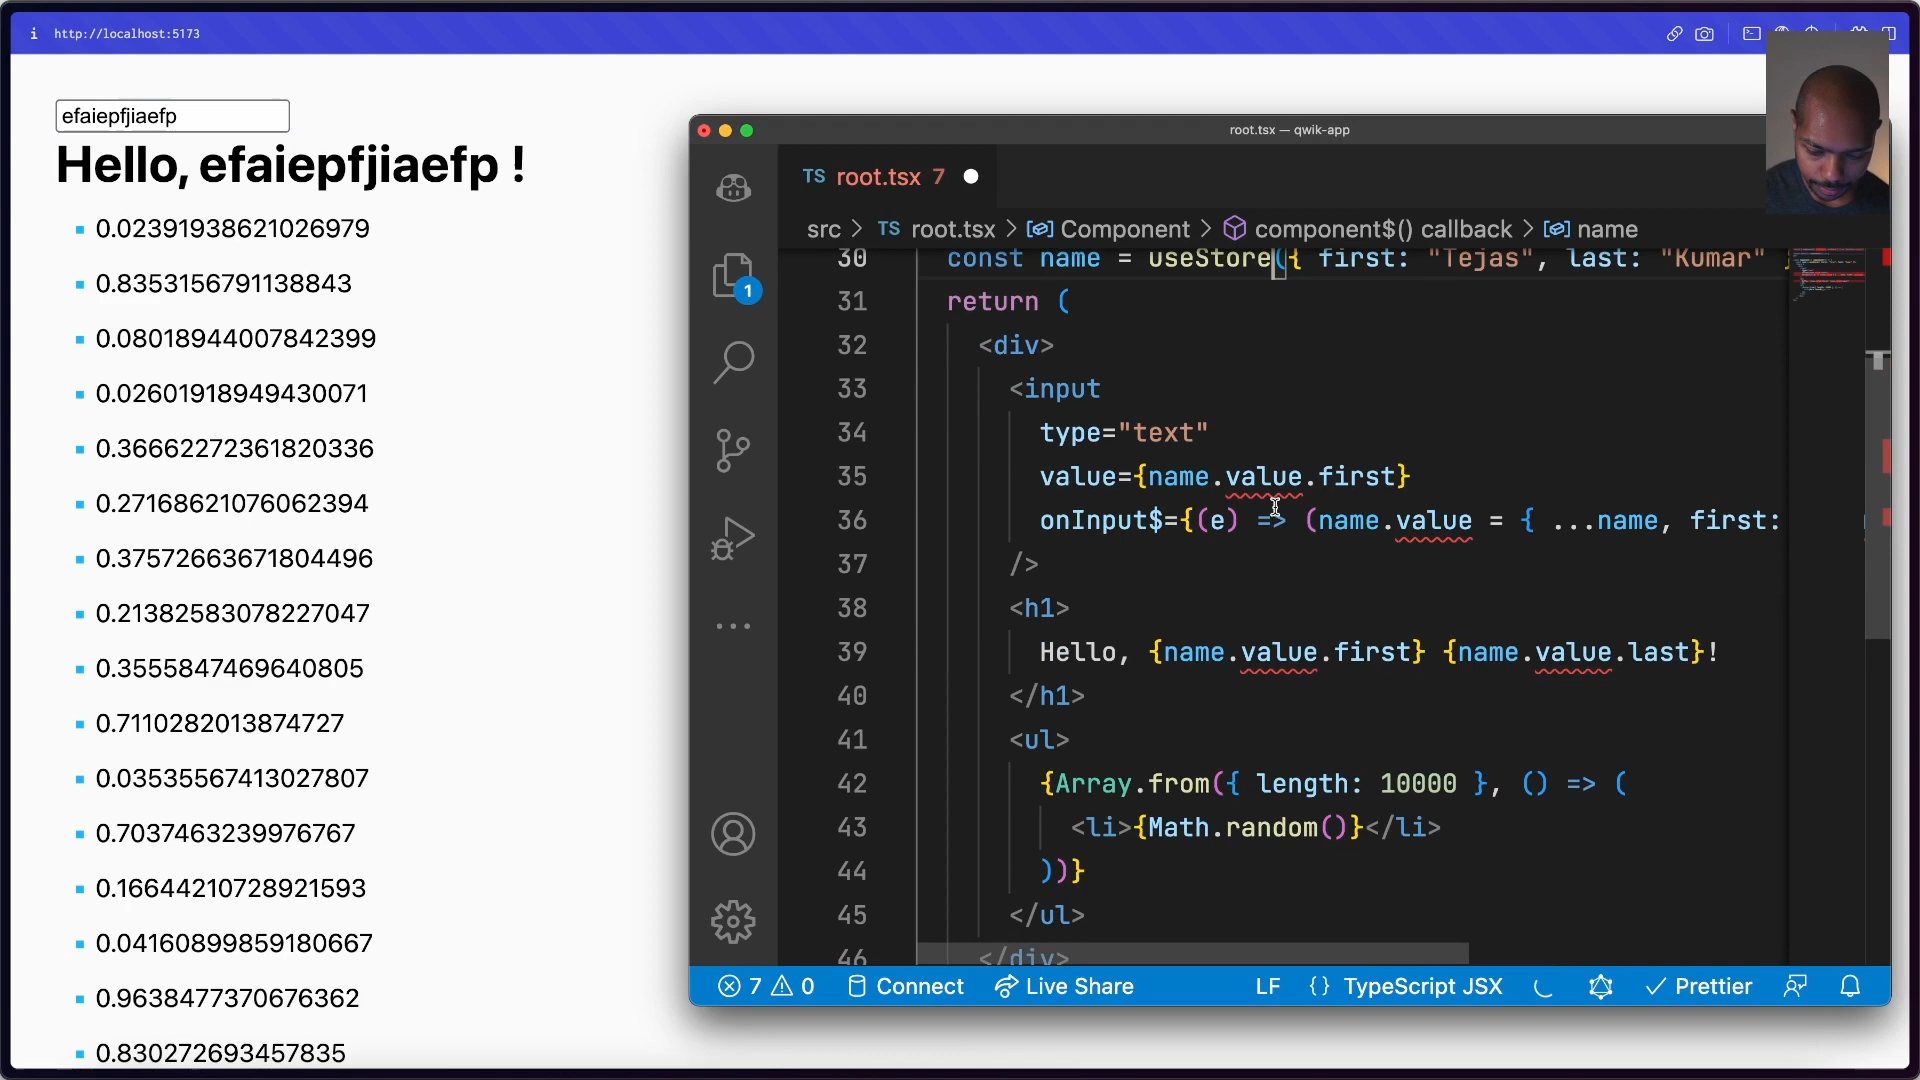 i http://localhost:5173
efaiepfjiaefp
Hello, efaiepfjiaefp !
0.02391938621026979
0.8353156791138843
0.08018944007842399
0.02601918949430071
0.36662272361820336
0.27168621076062394
0.37572663671804496
0.21382583078227047
0.3555847469640805
0.7110282013874727
0.03535567413027807
0.7037463239976767
0.16644210728921593
0.04160899859180667
0.9638477370676362
0.830272693457835
root.tsx — qwik-app
TS root.tsx 7
src > TS root.tsx > Component > component$() callback > name
1
30 const name = useStore({ first: "Tejas", last: "Kumar" }
31 return (
32 <div>
33 <input
34 type="text"
35 value={name.value.first}
36 onInput$={(e) => (name.value = { ...name, first:
37 />
38 <h1>
39 Hello, {name.value.first} {name.value.last}!
40 </h1>
41 <ul>
42 {Array.from({ length: 10000 }, () => (
43 <li>{Math.random()}</li>
44 ))}
45 </ul>
46 </div>
7 0 Connect Live Share LF {} TypeScript JSX Prettier